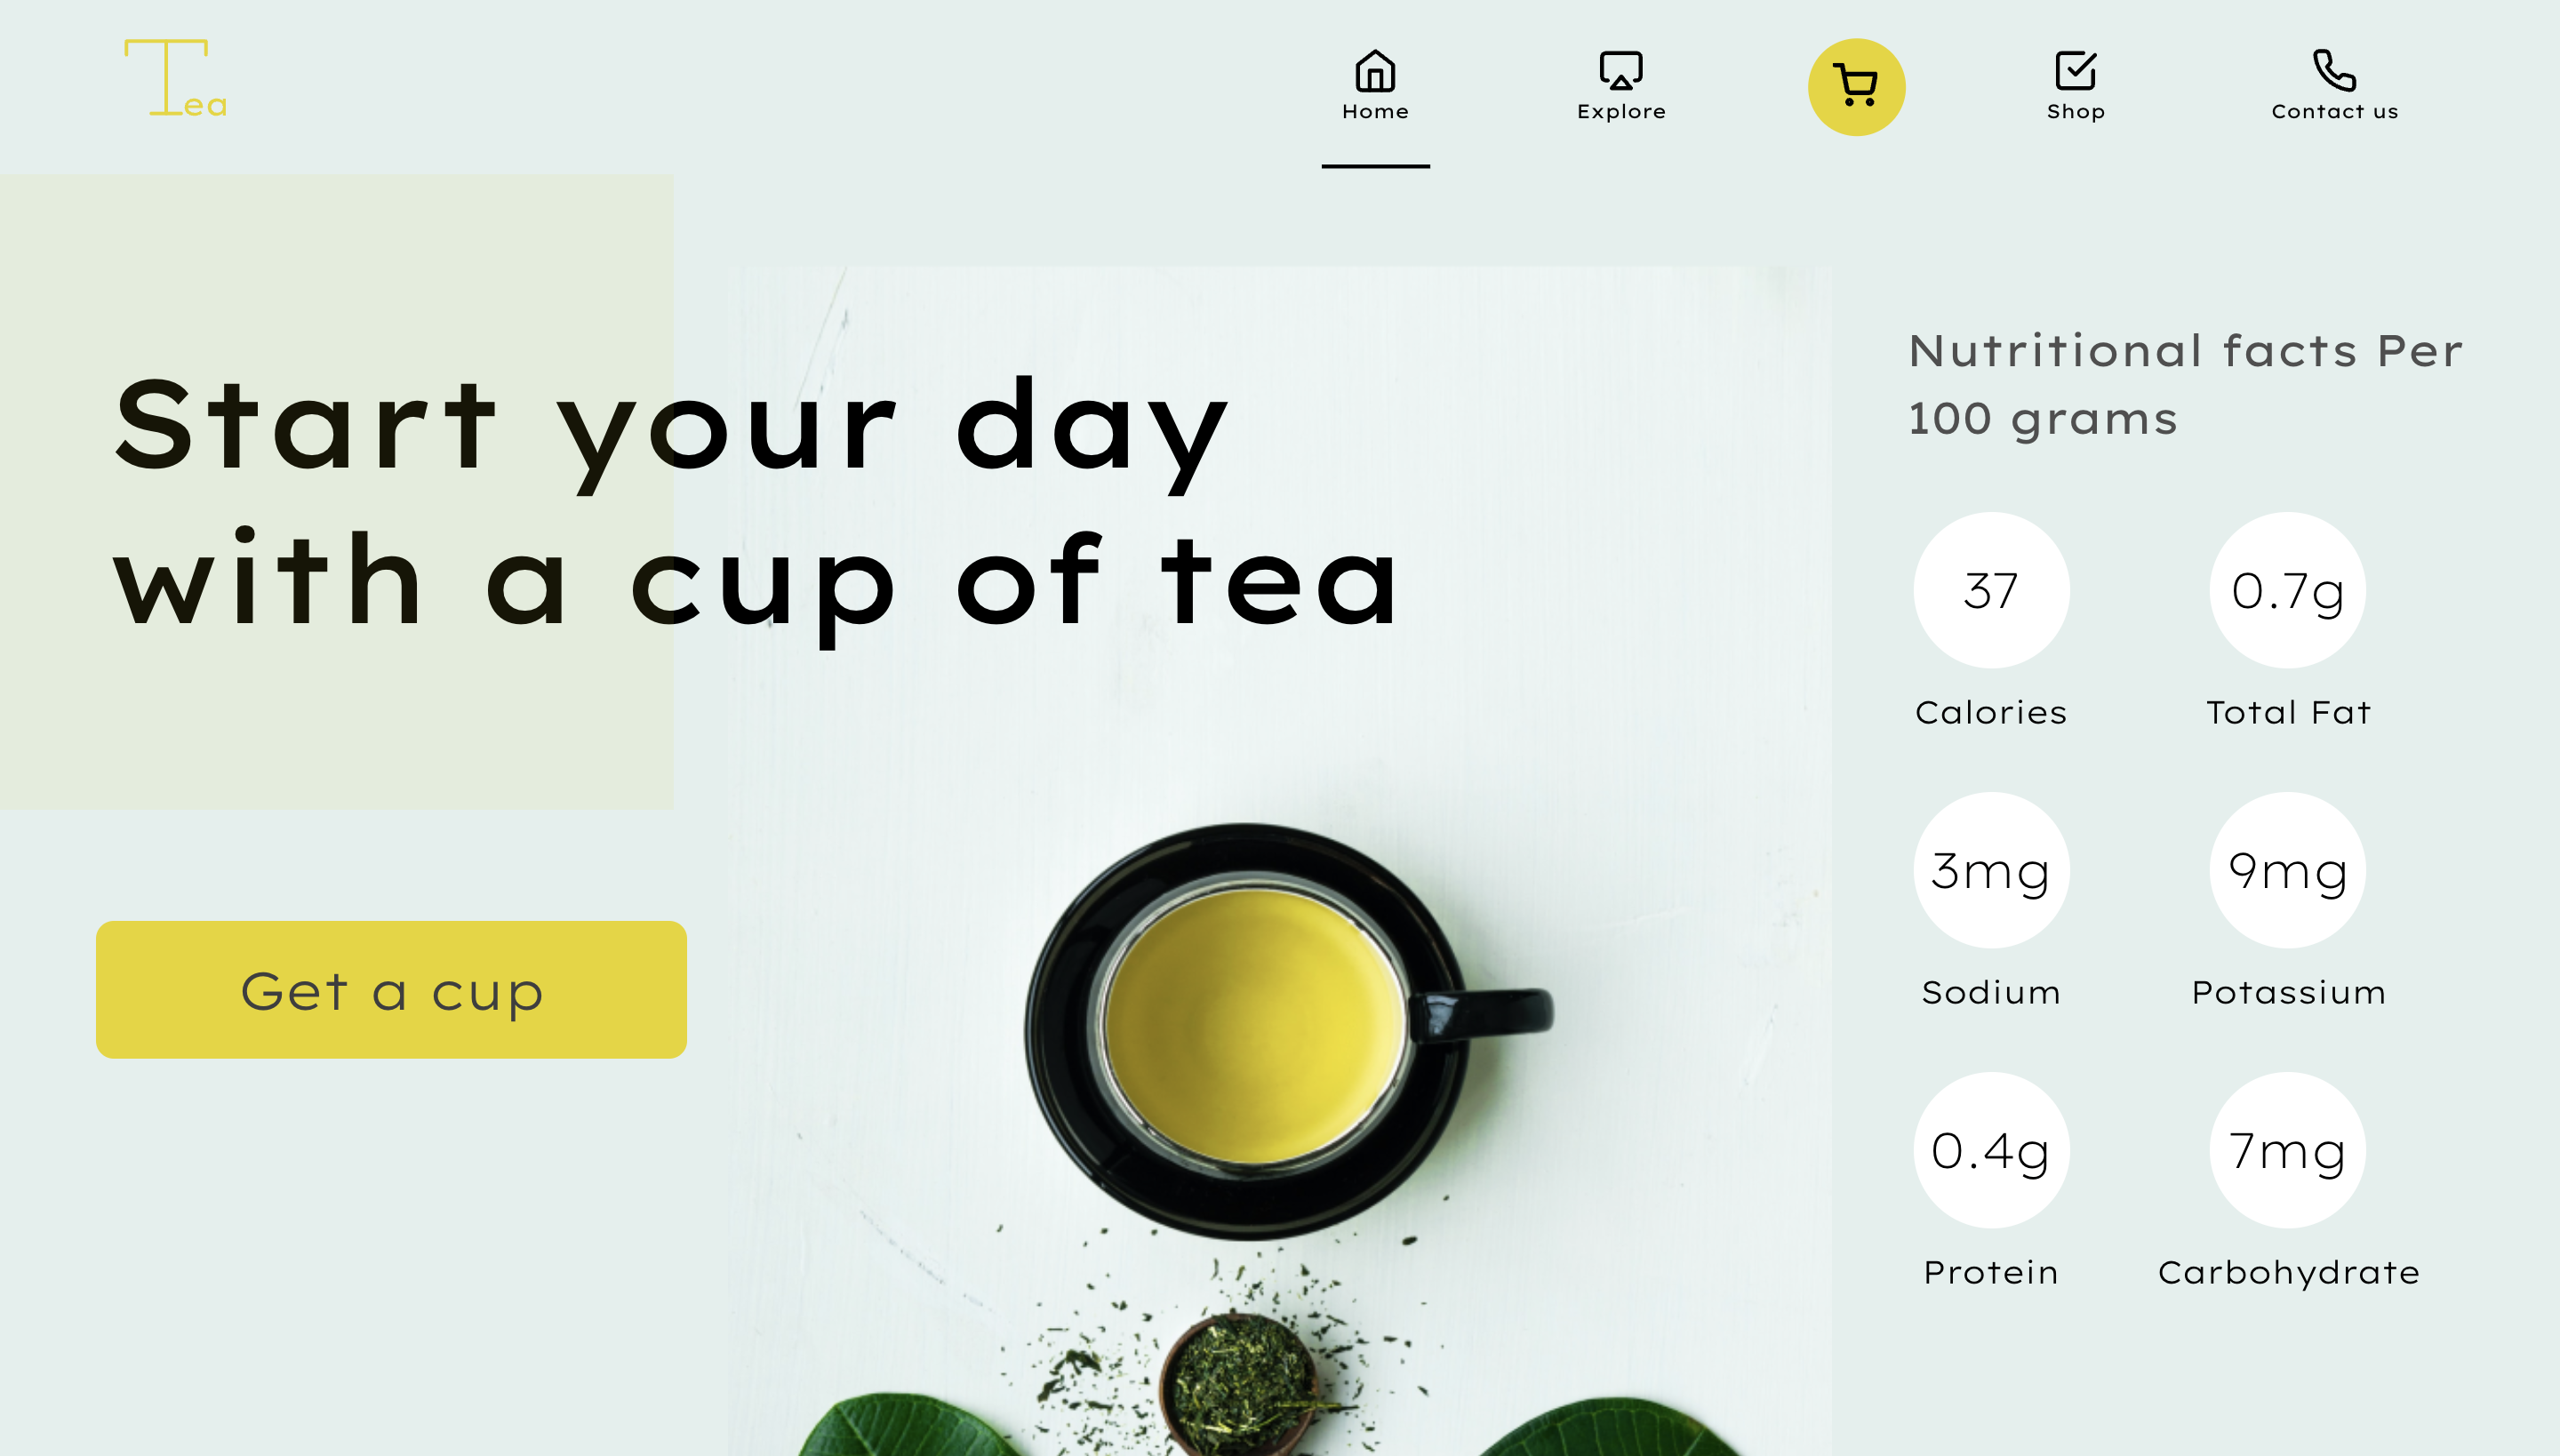 Tea
Home
Explore
Shop
Contact us
Start your day
with a cup of tea
Get a cup
Nutritional facts Per
100 grams
37
Calories
0.7g
Total Fat
3mg
Sodium
9mg
Potassium
0.4g
Protein
7mg
Carbohydrate